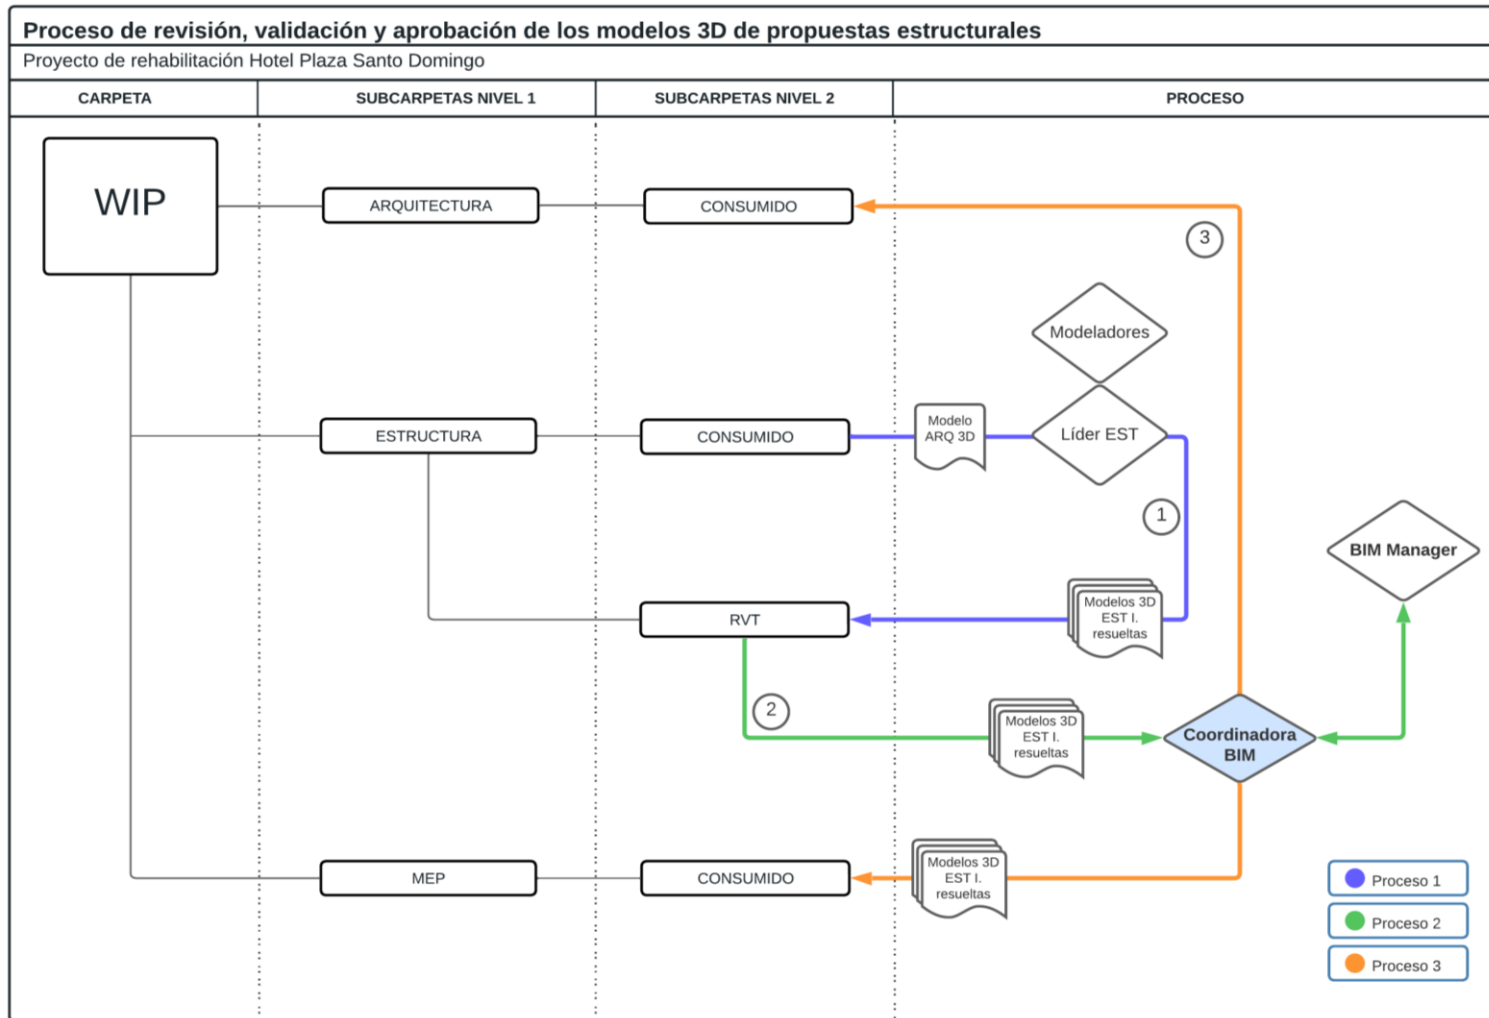 Proceso de revisión, validación y aprobación de los modelos 3D de propuestas estructurales
Proyecto de rehabilitación Hotel Plaza Santo Domingo
CARPETA
SUBCARPETAS NIVEL 1
SUBCARPETAS NIVEL 2
PROCESO
WIP
ARQUITECTURA
CONSUMIDO
3
Modeladores
ESTRUCTURA
CONSUMIDO
Modelo
ARQ 3D
Líder EST
1
BIM Manager
RVT
Modelos 3D
EST I.
resueltas
2
Modelos 3D
EST I.
resueltas
Coordinadora
BIM
MEP
CONSUMIDO
Modelos 3D
EST I.
resueltas
Proceso 1
Proceso 2
Proceso 3